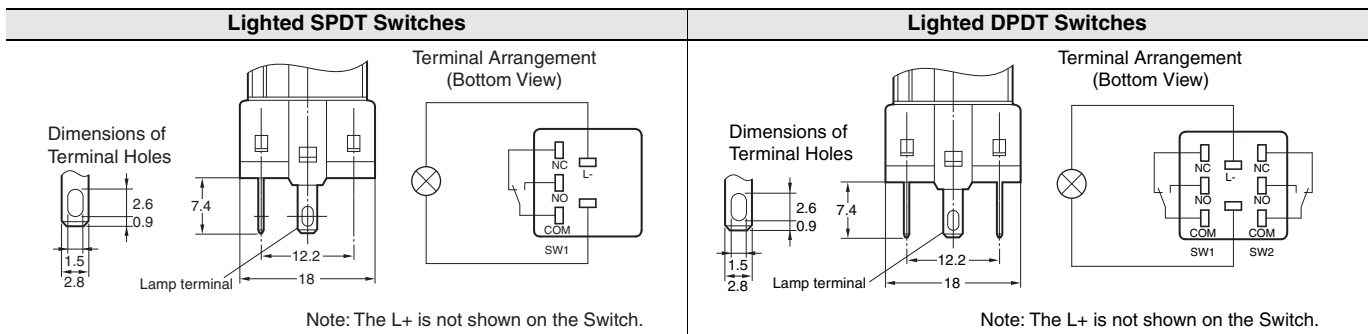 Lighted SPDT Switches
Terminal Arrangement
(Bottom View)
Dimensions of
Terminal Holes
2.6
0.9
1.5
2.8
7.4
12.2
18
Lamp terminal
NC
L-
NO
COM
SW1
Note: The L+ is not shown on the Switch.
Lighted DPDT Switches
Terminal Arrangement
(Bottom View)
Dimensions of
Terminal Holes
2.6
0.9
1.5
2.8
7.4
12.2
18
Lamp terminal
NC
L-
NC
NO
NO
COM
COM
SW1
SW2
Note: The L+ is not shown on the Switch.